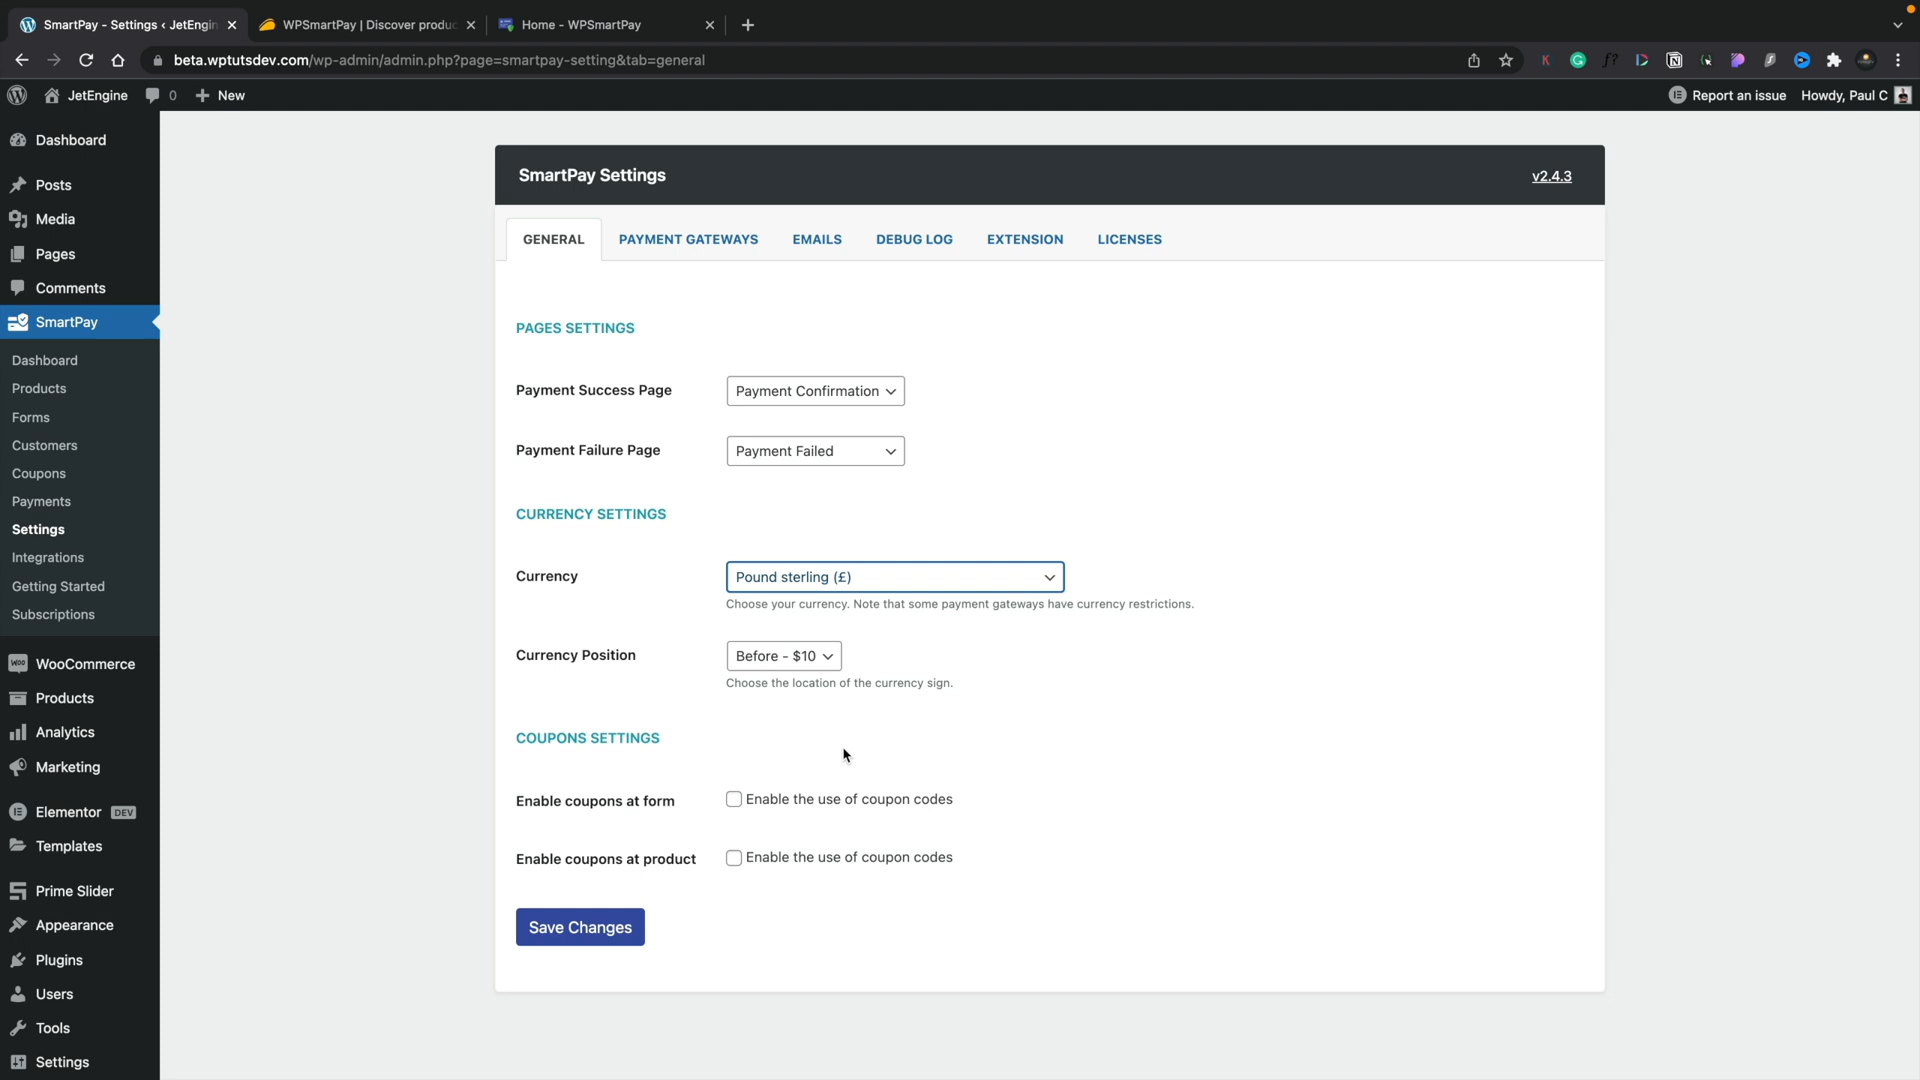 SmartPay - Settings ‹ JetEngin
WPSmartPay | Discover produc
Home - WPSmartPay
beta.wptutsdev.com/wp-admin/admin.php?page=smartpay-setting&tab=general
JetEngine
0
New
Report an issue
Howdy, Paul C
Dashboard
Posts
Media
Pages
Comments
SmartPay
Dashboard
Products
Forms
Customers
Coupons
Payments
Settings
Integrations
Getting Started
Subscriptions
WooCommerce
Products
Analytics
Marketing
Elementor DEV
Templates
Prime Slider
Appearance
Plugins
Users
Tools
Settings
SmartPay Settings
v2.4.3
GENERAL
PAYMENT GATEWAYS
EMAILS
DEBUG LOG
EXTENSION
LICENSES
PAGES SETTINGS
Payment Success Page
Payment Confirmation
Payment Failure Page
Payment Failed
CURRENCY SETTINGS
Currency
Pound sterling (£)
Choose your currency. Note that some payment gateways have currency restrictions.
Currency Position
Before - $10
Choose the location of the currency sign.
COUPONS SETTINGS
Enable coupons at form
Enable the use of coupon codes
Enable coupons at product
Enable the use of coupon codes
Save Changes